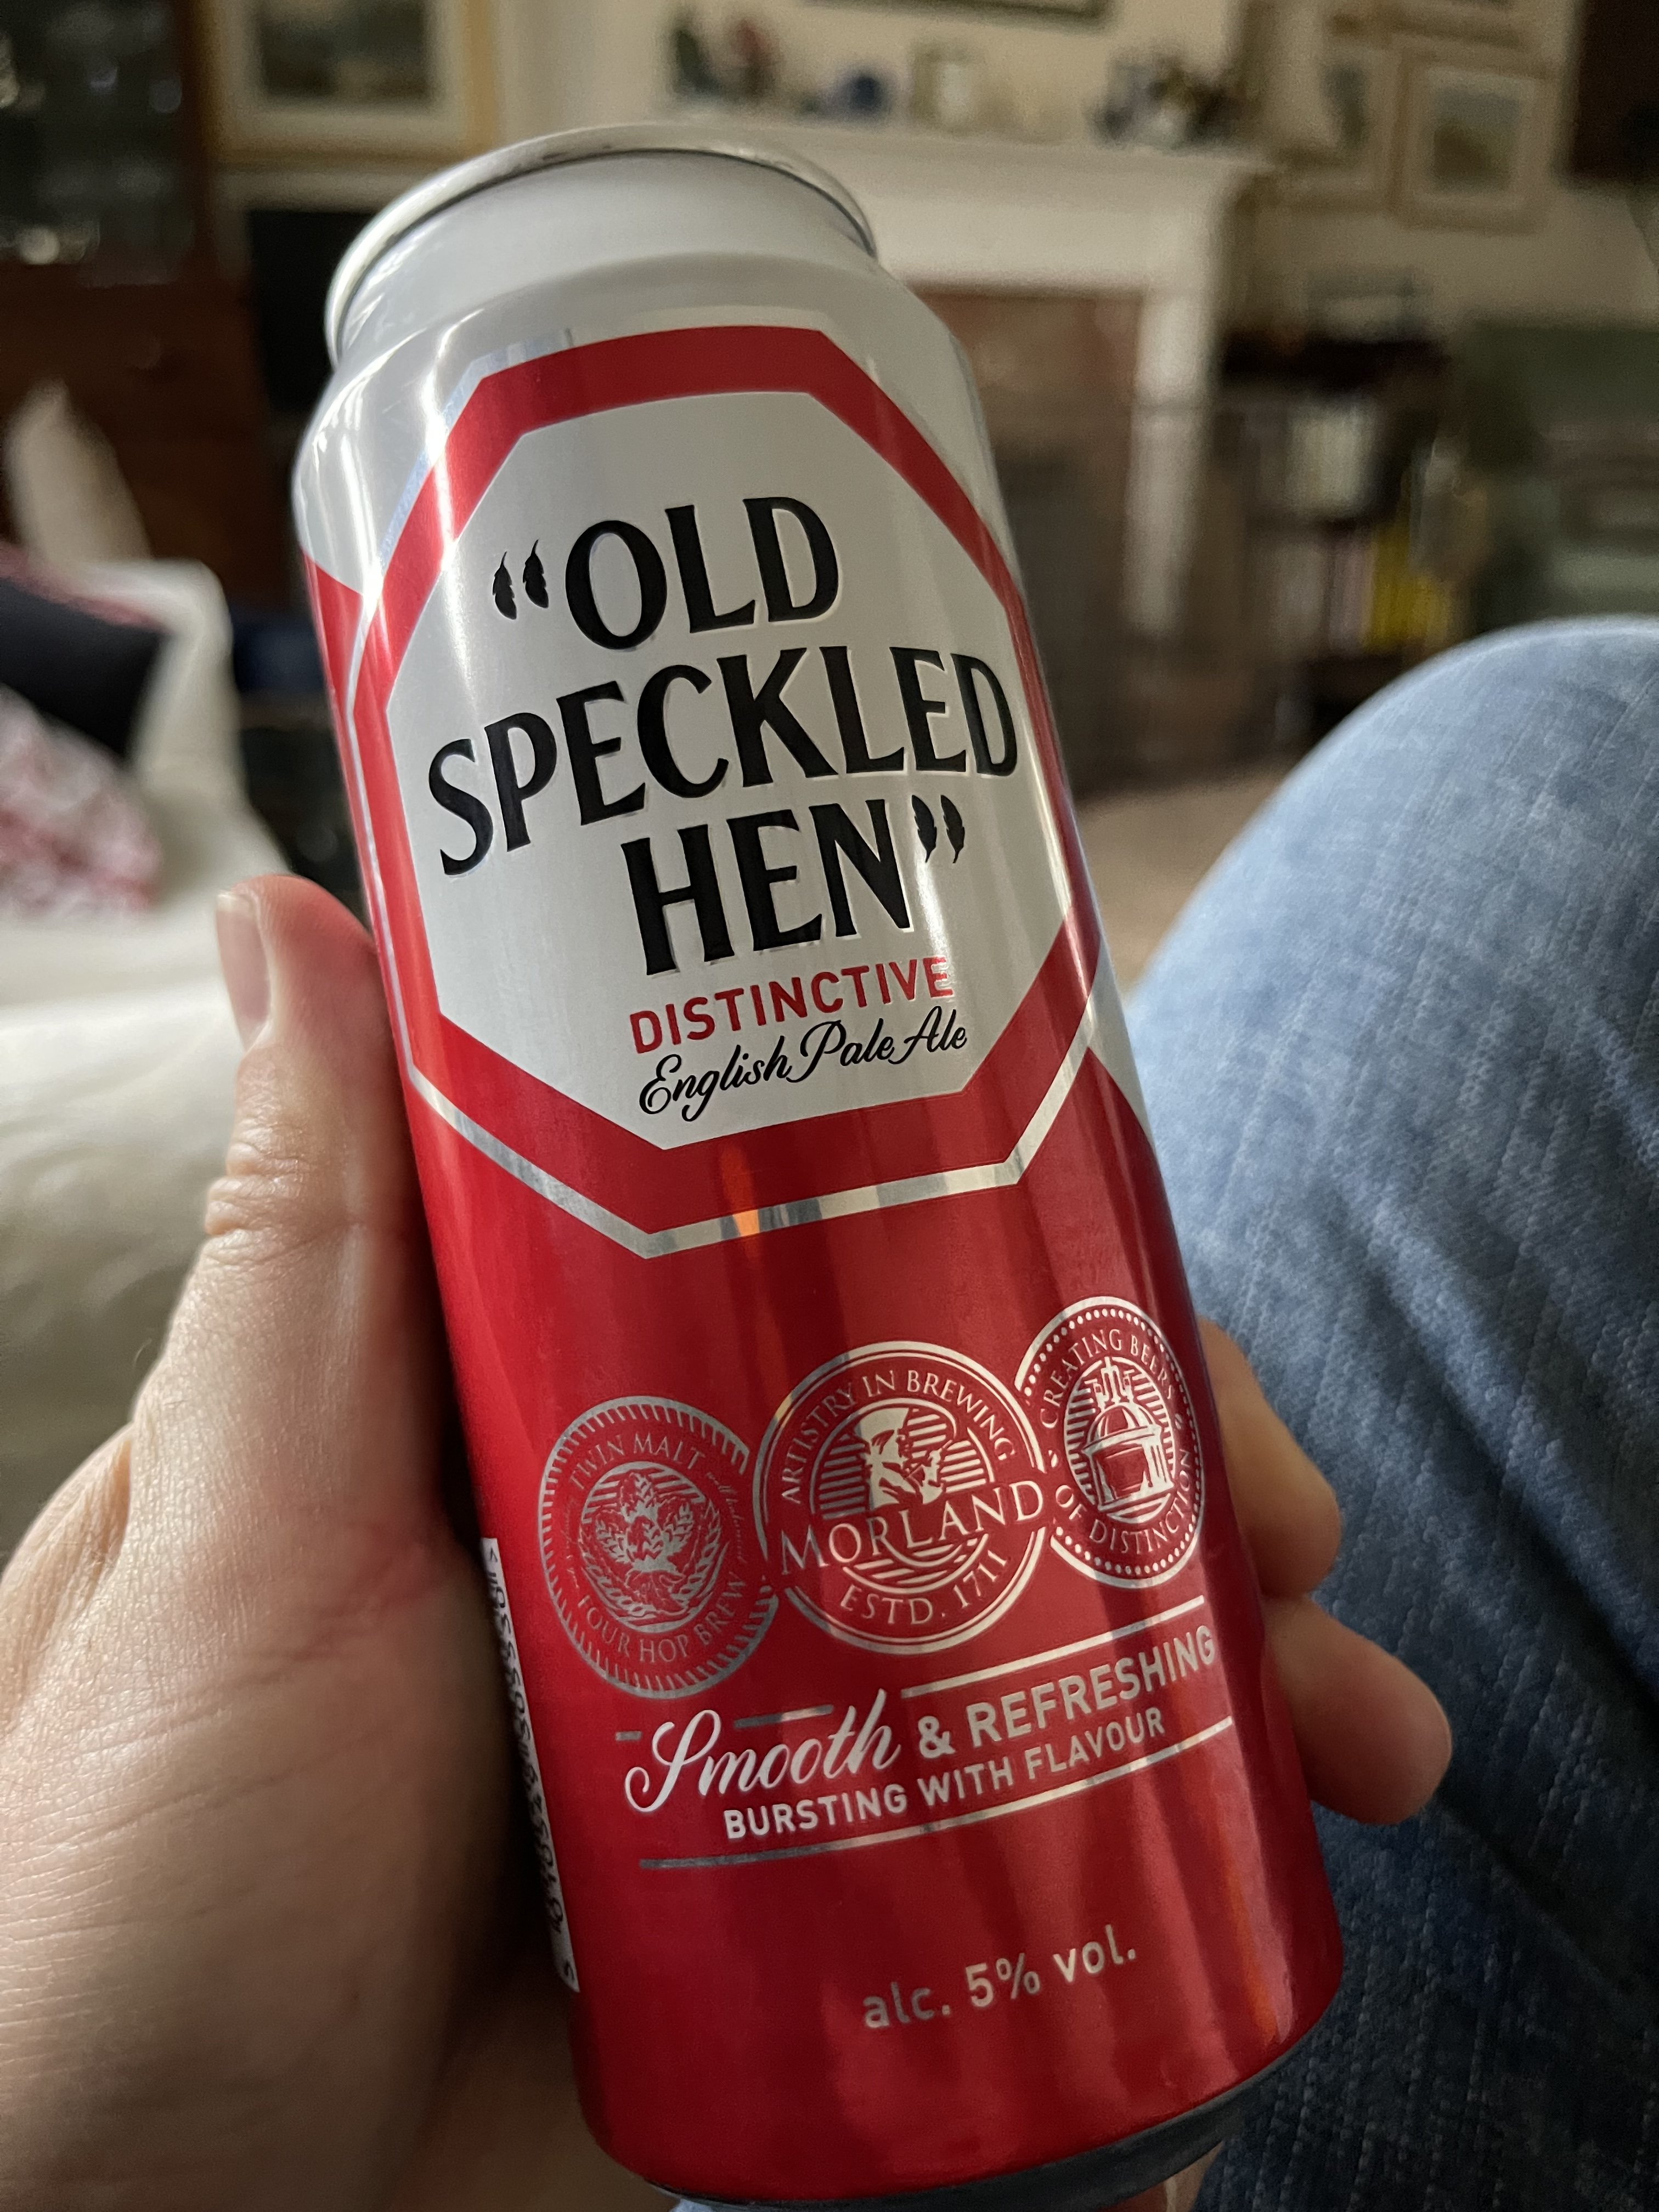 “OLD
SPECKLED
HEN”
DISTINCTIVE
English Pale Ale
TWIN MALT
FOUR HOP BREW
ARTISTRY IN BREWING
MORLAND
ESTD. 1711
CREATING BEERS
OF DISTINCTION
Smooth & REFRESHING
BURSTING WITH FLAVOUR
alc. 5% vol.